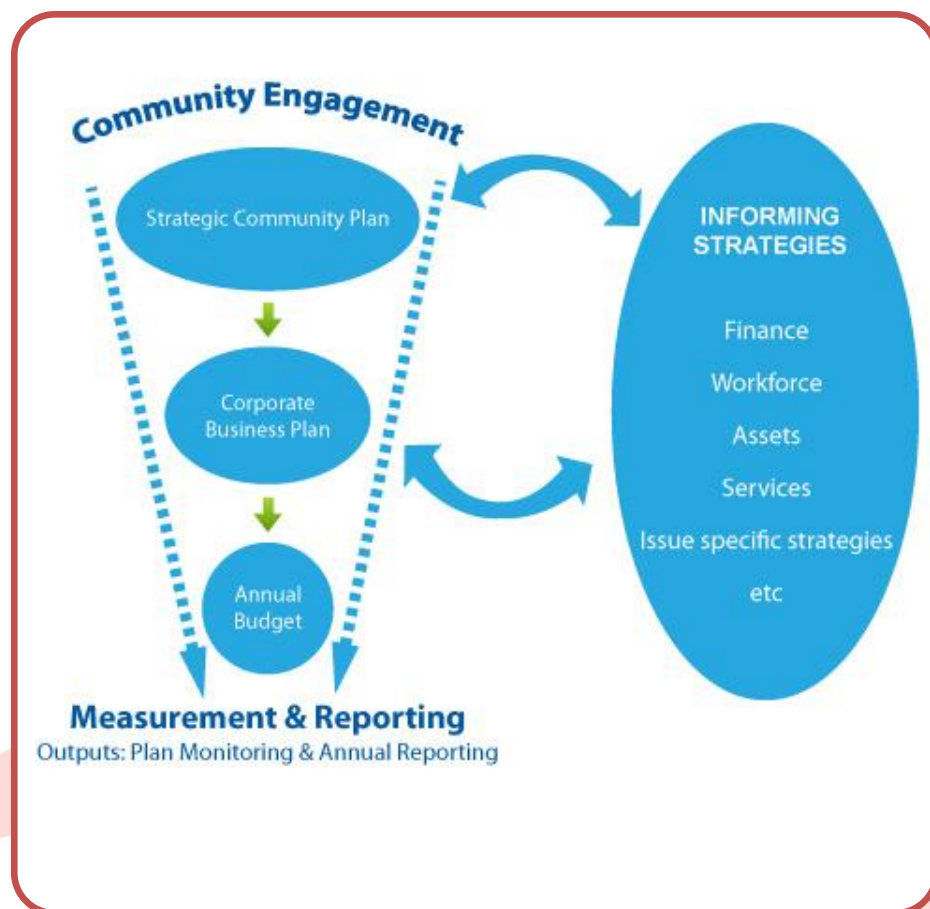 Community Engagement
Strategic Community Plan
Corporate
Business Plan
Annual
Budget
Measurement & Reporting
Outputs: Plan Monitoring & Annual Reporting
INFORMING
STRATEGIES
Finance
Workforce
Assets
Services
Issue specific strategies
etc